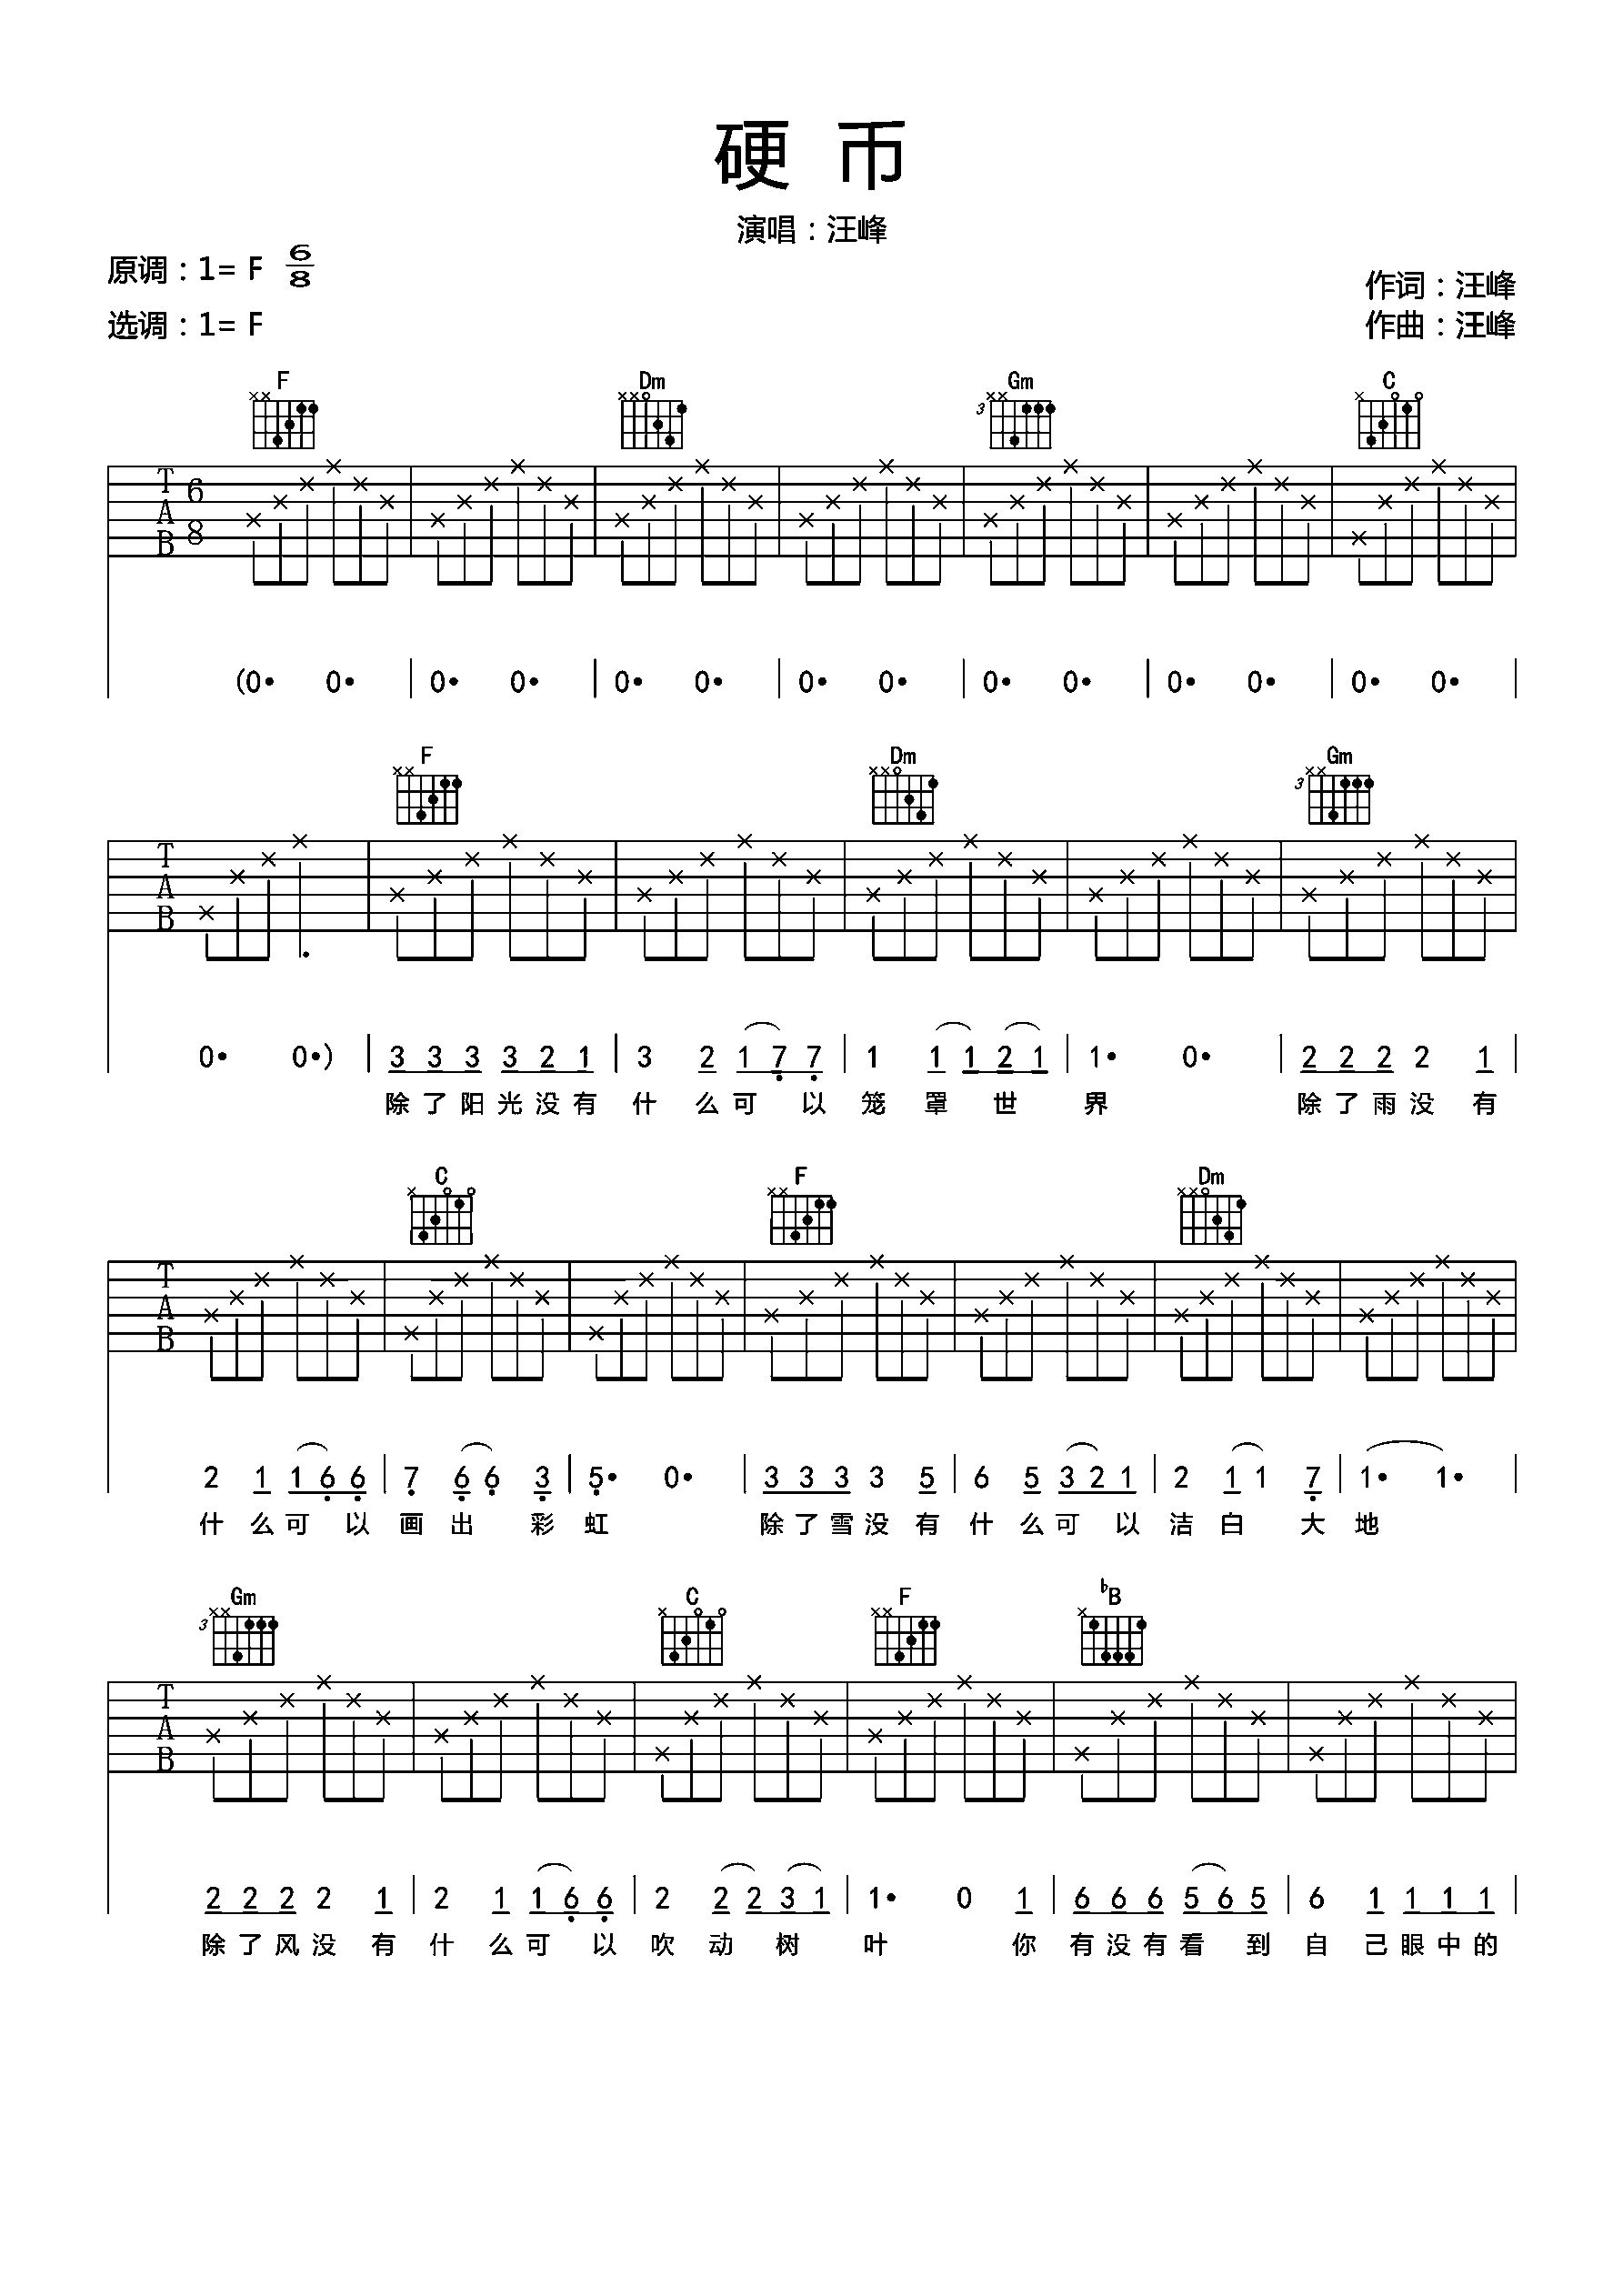 硬 币
演唱：汪峰
原调：1= F 6/8
作词：汪峰
选调：1= F
作曲：汪峰
F Dm Gm C
3
T A B 6 8
(0• 0• | 0• 0• | 0• 0• | 0• 0• | 0• 0• | 0• 0• | 0• 0• |
F Dm Gm
3
T A B
0• 0•) | 3 3 3 3 2 1 | 3 2 1 7 7 | 1 1 1 2 1 | 1• 0• | 2 2 2 2 1 |
除了阳光没有 什么可 以 笼罩世 界 除了雨没有
C F Dm
T A B
2 1 1 6 6 | 7 6 6 3 | 5• 0• | 3 3 3 3 5 | 6 5 3 2 1 | 2 1 1 7 | 1• 1• |
什么可 以 画出 彩 虹 除了雪没有 什么可 以 洁白 大 地
Gm C F ♭B
3
T A B
2 2 2 2 1 | 2 1 1 6 6 | 2 2 2 3 1 | 1• 0 1 | 6 6 6 5 6 5 | 6 1 1 1 1 |
除了风没有 什么可 以 吹动树 叶 你 有没有看 到 自己眼中的